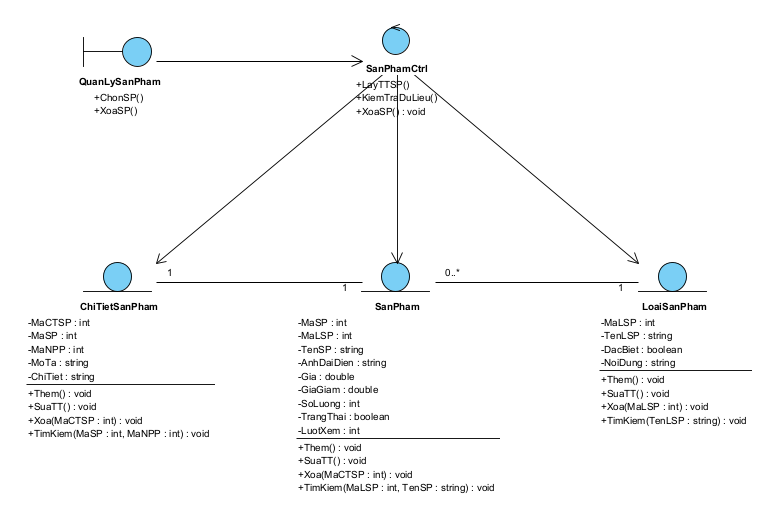 QuanLySanPham
+ChonSP()
+XoaSP()
SanPhamCtrl
+LayTTSP()
+KiemTraDuLieu()
+XoaSP() : void
1
1
0..*
1
ChiTietSanPham
-MaCTSP : int
-MaSP : int
-MaNPP : int
-MoTa : string
-ChiTiet : string
+Them() : void
+SuaTT() : void
+Xoa(MaCTSP : int) : void
+TimKiem(MaSP : int, MaNPP : int) : void
SanPham
-MaSP : int
-MaLSP : int
-TenSP : string
-AnhDaiDien : string
-Gia : double
-GiaGiam : double
-SoLuong : int
-TrangThai : boolean
-LuotXem : int
+Them() : void
+SuaTT() : void
+Xoa(MaCTSP : int) : void
+TimKiem(MaLSP : int, TenSP : string) : void
LoaiSanPham
-MaLSP : int
-TenLSP : string
-DacBiet : boolean
-NoiDung : string
+Them() : void
+SuaTT() : void
+Xoa(MaLSP : int) : void
+TimKiem(TenLSP : string) : void